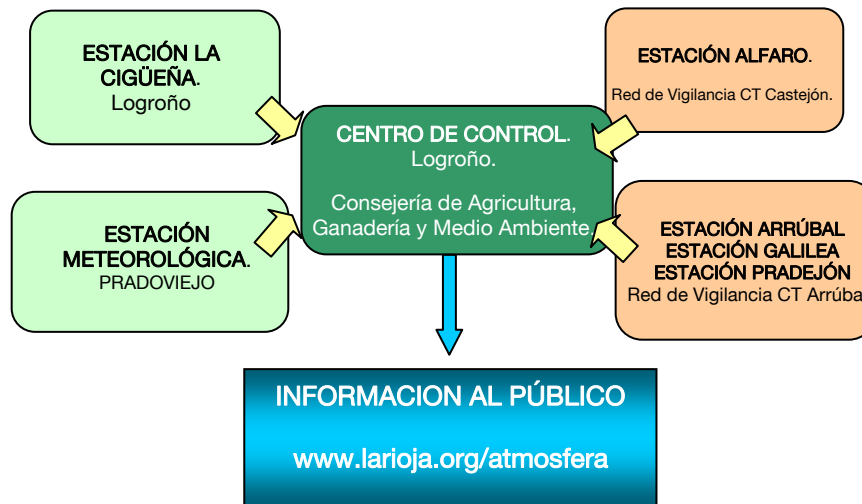 ESTACIÓN LA
CIGÜEÑA.
Logroño
ESTACIÓN ALFARO.
Red de Vigilancia CT Castejón.
CENTRO DE CONTROL.
Logroño.
Consejería de Agricultura,
Ganadería y Medio Ambiente.
ESTACIÓN
METEOROLÓGICA.
PRADOVIEJO
ESTACIÓN ARRÚBAL
ESTACIÓN GALILEA
ESTACIÓN PRADEJÓN
Red de Vigilancia CT Arrúba
INFORMACION AL PÚBLICO
www.larioja.org/atmosfera